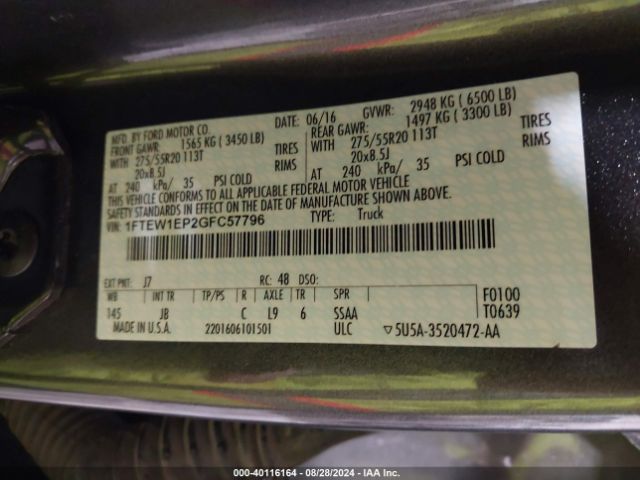 MFD. BY FORD MOTOR CO.
DATE: 06/16 GVWR: 2948 KG ( 6500 LB)
FRONT GAWR: 1565 KG ( 3450 LB)
REAR GAWR: 1497 KG ( 3300 LB)
WITH 275/55R20 113T TIRES
WITH 275/55R20 113T TIRES
20x8.5J RIMS
20x8.5J RIMS
AT 240 kPa/ 35 PSI COLD
AT 240 kPa/ 35 PSI COLD
THIS VEHICLE CONFORMS TO ALL APPLICABLE FEDERAL MOTOR VEHICLE
SAFETY STANDARDS IN EFFECT ON THE DATE OF MANUFACTURE SHOWN ABOVE.
VIN: 1FTEW1EP2GFC57796 TYPE: Truck
EXT PNT: J7 RC: 48 DSO:
WB INT TR TP/PS R AXLE TR SPR F0100
145 JB C L9 6 SSAA T0639
MADE IN U.S.A. 2201606101501 ULC ▽5U5A-3520472-AA
000-40116164 - 08/28/2024 - IAA Inc.